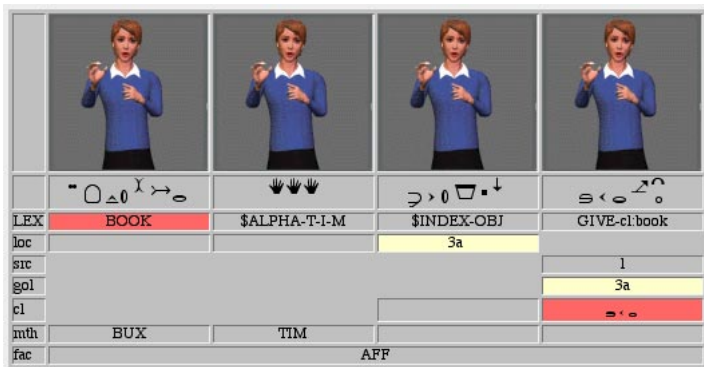 LEX BOOK $ALPHA-T-I-M $INDEX-OBJ GIVE-cl:book
loc 3a
src 1
gol 3a
cl
mth BUX TIM
fac AFF